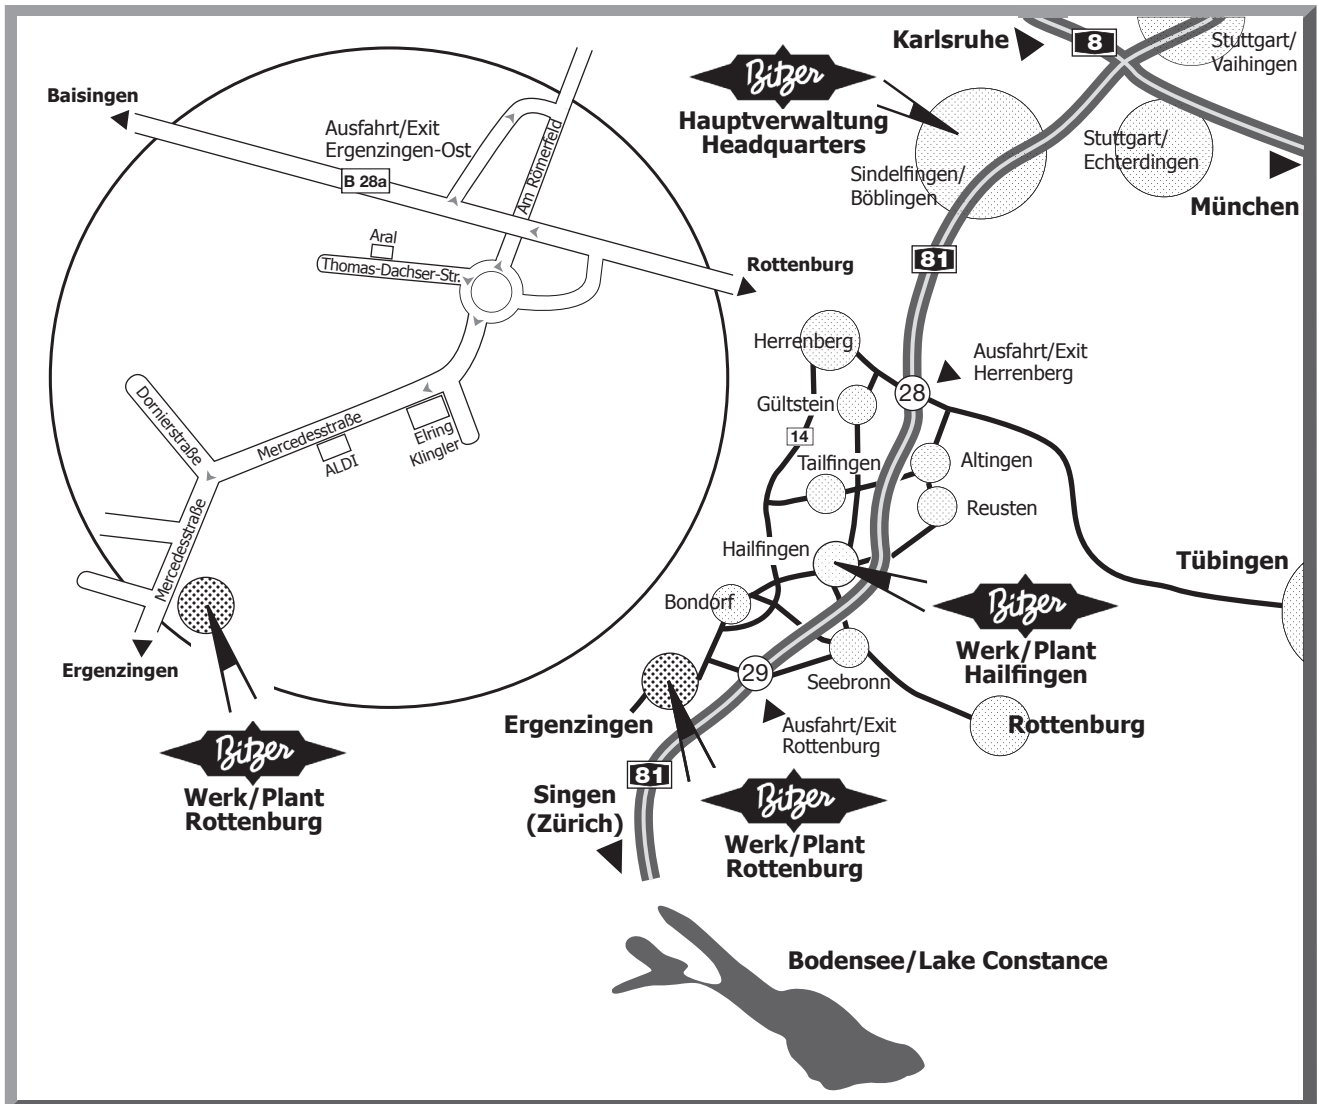 Baisingen
Ausfahrt/Exit
Ergenzingen-Ost
B 28a
Am Römerfeld
Rottenburg
Aral
Thomas-Dachser-Str.
Dornierstraße
Mercedesstraße
ALDI
Elring
Klingler
Mercedesstraße
Ergenzingen
Bitzer
Werk/Plant
Rottenburg
Karlsruhe
8
Stuttgart/
Vaihingen
Bitzer
Hauptverwaltung
Headquarters
Sindelfingen/
Böblingen
Stuttgart/
Echterdingen
München
81
Herrenberg
Ausfahrt/Exit
Herrenberg
28
Gültstein
14
Tailfingen
Altingen
Reusten
Hailfingen
Tübingen
Bondorf
Bitzer
Werk/Plant
Hailfingen
29
Seebronn
Ergenzingen
Ausfahrt/Exit
Rottenburg
Rottenburg
81
Singen
(Zürich)
Bitzer
Werk/Plant
Rottenburg
Bodensee/Lake Constance